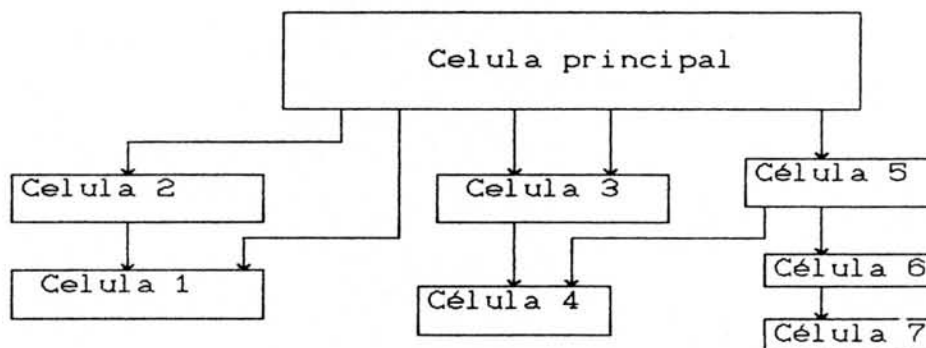 Celula principal
Celula 2
Celula 3
Célula 5
Celula 1
Célula 4
Célula 6
Célula 7